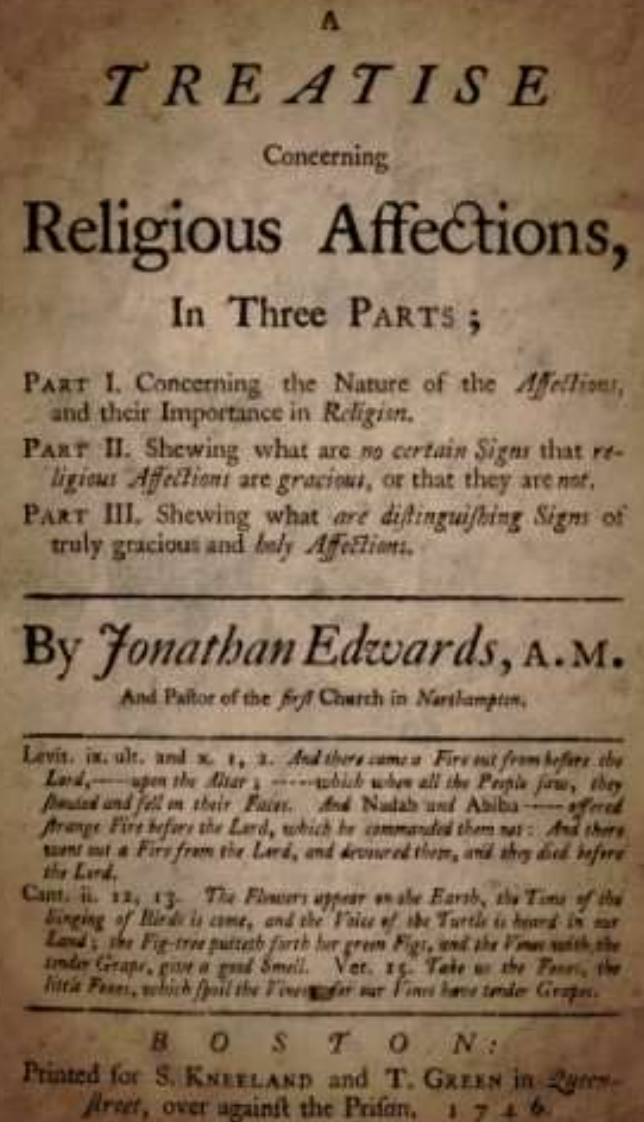 A
TREATISE
Concerning
Religious Affections,
In Three PARTS ;
PART I. Concerning the Nature of the Affections,
and their Importance in Religion.
PART II. Shewing what are no certain Signs that re-
ligious Affections are gracious, or that they are not.
PART III. Shewing what are diſtinguiſhing Signs of
truly gracious and holy Affections.
By Jonathan Edwards, A.M.
And Paſtor of the firſt Church in Northampton.
Levit. ix. ult. and x. 1, 2. And there came a Fire out from before the
Lord,——upon the Altar ; ——which when all the People ſaw, they
ſhouted and fell on their Faces. And Nadab and Abihu——offered
ſtrange Fire before the Lord, which he commanded them not : And there
went out a Fire from the Lord, and devoured them, and they died before
the Lord.
Cant. ii. 12, 13. The Flowers appear on the Earth, the Time of the
Singing of Birds is come, and the Voice of the Turtle is heard in our
Land ; the Fig-tree putteth forth her green Figs, and the Vines with the
tender Grape, give a good Smell. Ver. 15. Take us the Foxes, the
little Foxes, which ſpoil the Vines for our Vines have tender Grapes.
BOSTON:
Printed for S. KNEELAND and T. GREEN in Queen-
ſtreet, over againſt the Priſon. 1746.